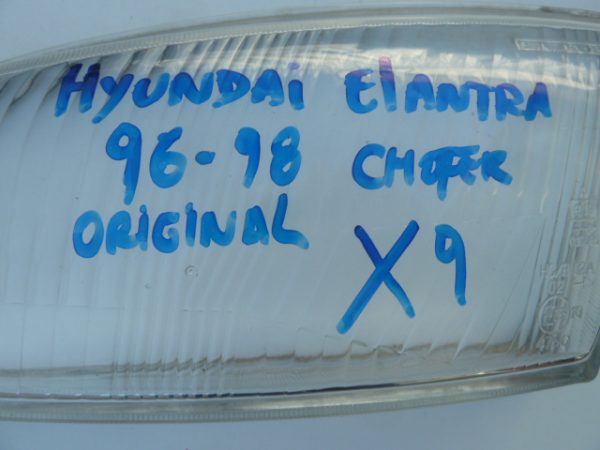 HYUNDAI ElANTRA
96-98 CHOFER
ORIGINAL X9